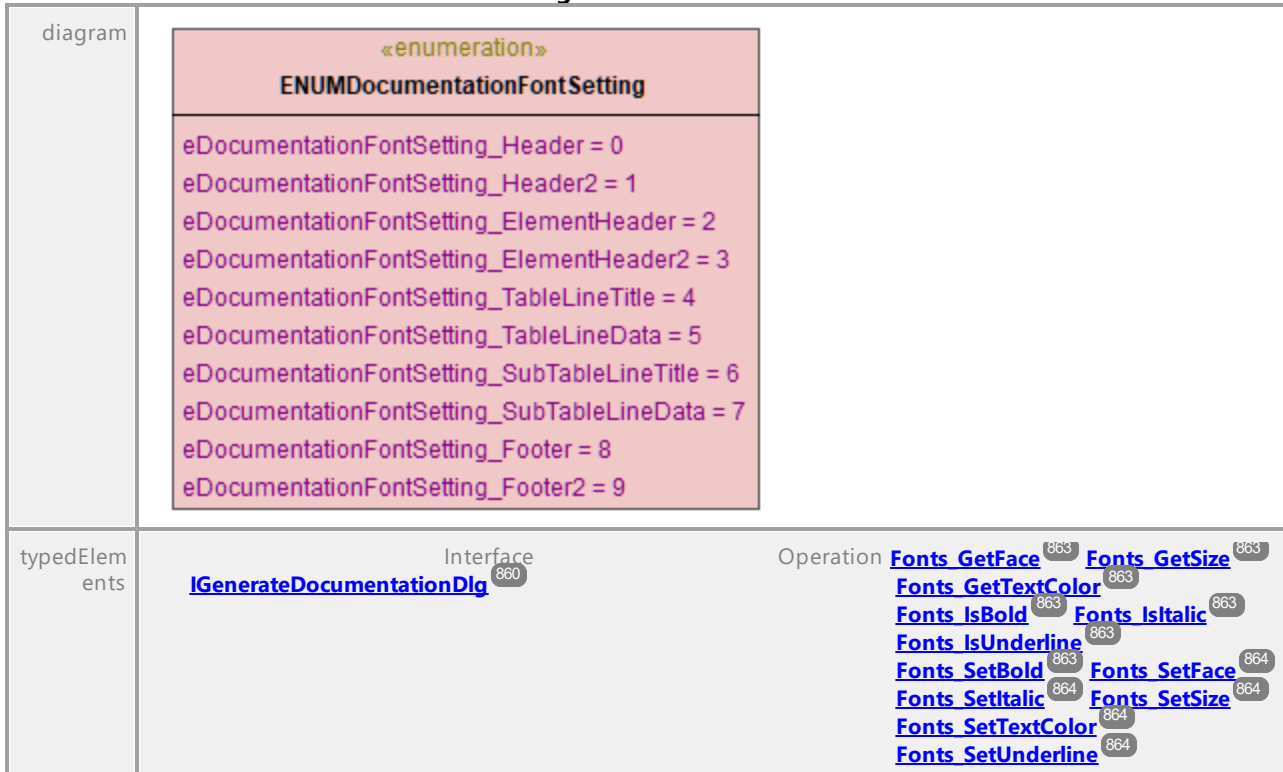 diagram
«enumeration»
ENUMDocumentationFontSetting
eDocumentationFontSetting_Header = 0
eDocumentationFontSetting_Header2 = 1
eDocumentationFontSetting_ElementHeader = 2
eDocumentationFontSetting_ElementHeader2 = 3
eDocumentationFontSetting_TableLineTitle = 4
eDocumentationFontSetting_TableLineData = 5
eDocumentationFontSetting_SubTableLineTitle = 6
eDocumentationFontSetting_SubTableLineData = 7
eDocumentationFontSetting_Footer = 8
eDocumentationFontSetting_Footer2 = 9
typedElem
ents
Interface
IGenerateDocumentationDlg 860
Operation Fonts_GetFace 863 Fonts_GetSize 863
Fonts_GetTextColor 863
Fonts_IsBold 863 Fonts_IsItalic 863
Fonts_IsUnderline 863
Fonts_SetBold 863 Fonts_SetFace 864
Fonts_SetItalic 864 Fonts_SetSize 864
Fonts_SetTextColor 864
Fonts_SetUnderline 864